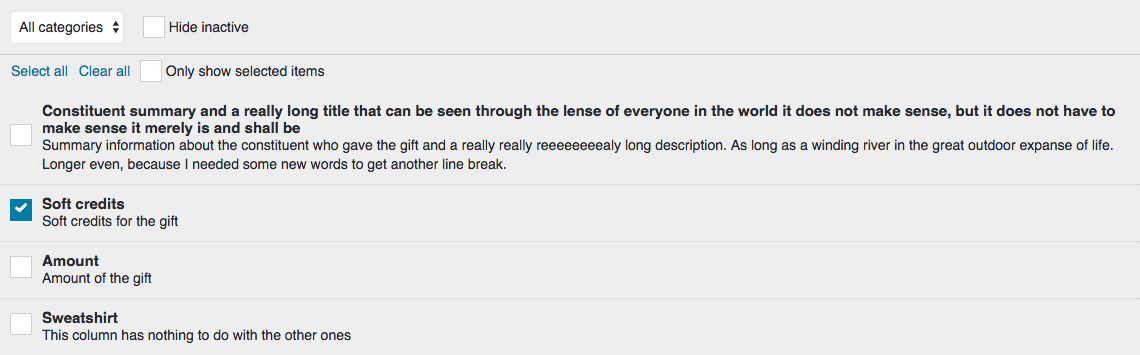 All categories Hide inactive
Select all Clear all Only show selected items
Constituent summary and a really long title that can be seen through the lense of everyone in the world it does not make sense, but it does not have to
make sense it merely is and shall be
Summary information about the constituent who gave the gift and a really really reeeeeeeealy long description. As long as a winding river in the great outdoor expanse of life.
Longer even, because I needed some new words to get another line break.
Soft credits
Soft credits for the gift
Amount
Amount of the gift
Sweatshirt
This column has nothing to do with the other ones